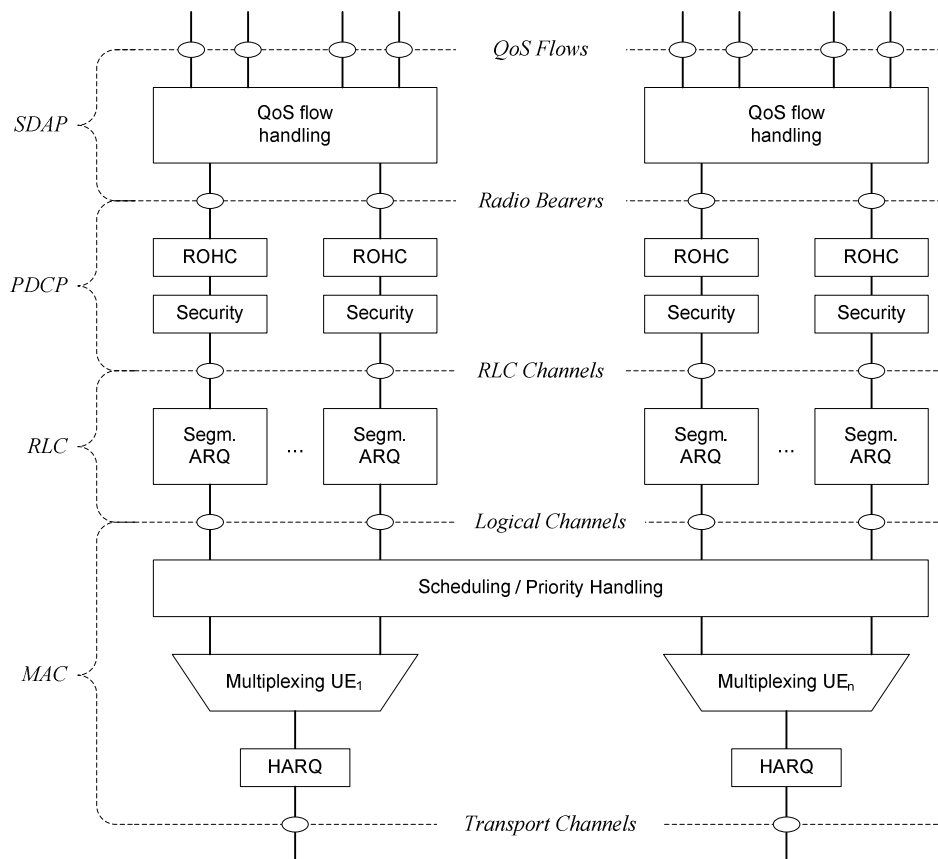 QoS Flows
QoS flow
handling
QoS flow
handling
SDAP
Radio Bearers
ROHC
ROHC
ROHC
ROHC
PDCP
Security
Security
Security
Security
RLC Channels
RLC
Segm.
ARQ
...
Segm.
ARQ
Segm.
ARQ
...
Segm.
ARQ
Logical Channels
Scheduling / Priority Handling
MAC
Multiplexing UE1
Multiplexing UEn
HARQ
HARQ
Transport Channels